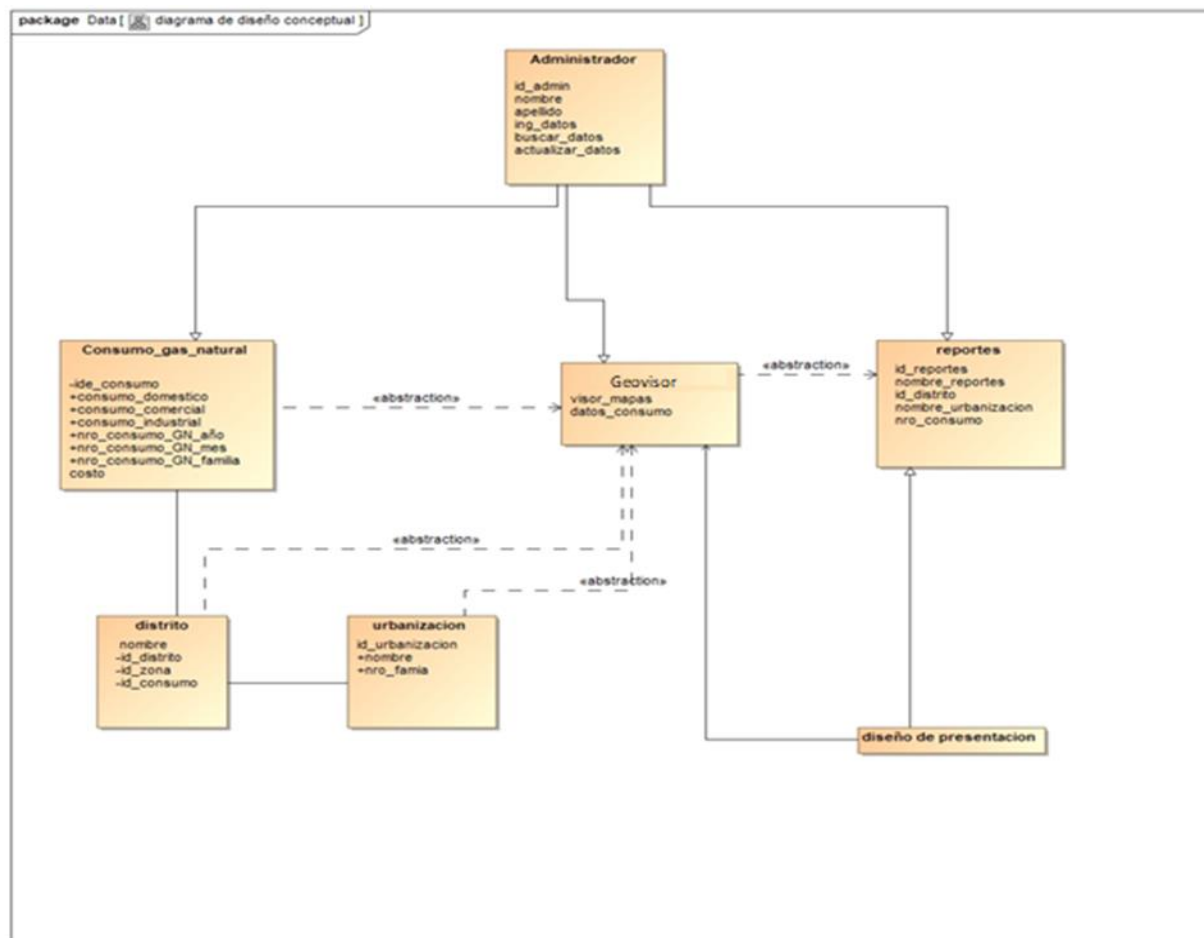 package Data [ diagrama de diseño conceptual ]
Administrador
id_admin
nombre
apellido
ing_datos
buscar_datos
actualizar_datos
Consumo_gas_natural
-ide_consumo
+consumo_domestico
+consumo_comercial
+consumo_industrial
+nro_consumo_GN_año
+nro_consumo_GN_mes
+nro_consumo_GN_familia
costo
«abstraction»
Geovisor
visor_mapas
datos_consumo
«abstraction»
reportes
id_reportes
nombre_reportes
id_distrito
nombre_urbanizacion
nro_consumo
«abstraction»
«abstraction»
distrito
nombre
-id_distrito
-id_zona
-id_consumo
urbanizacion
id_urbanizacion
+nombre
+nro_famia
diseño de presentacion